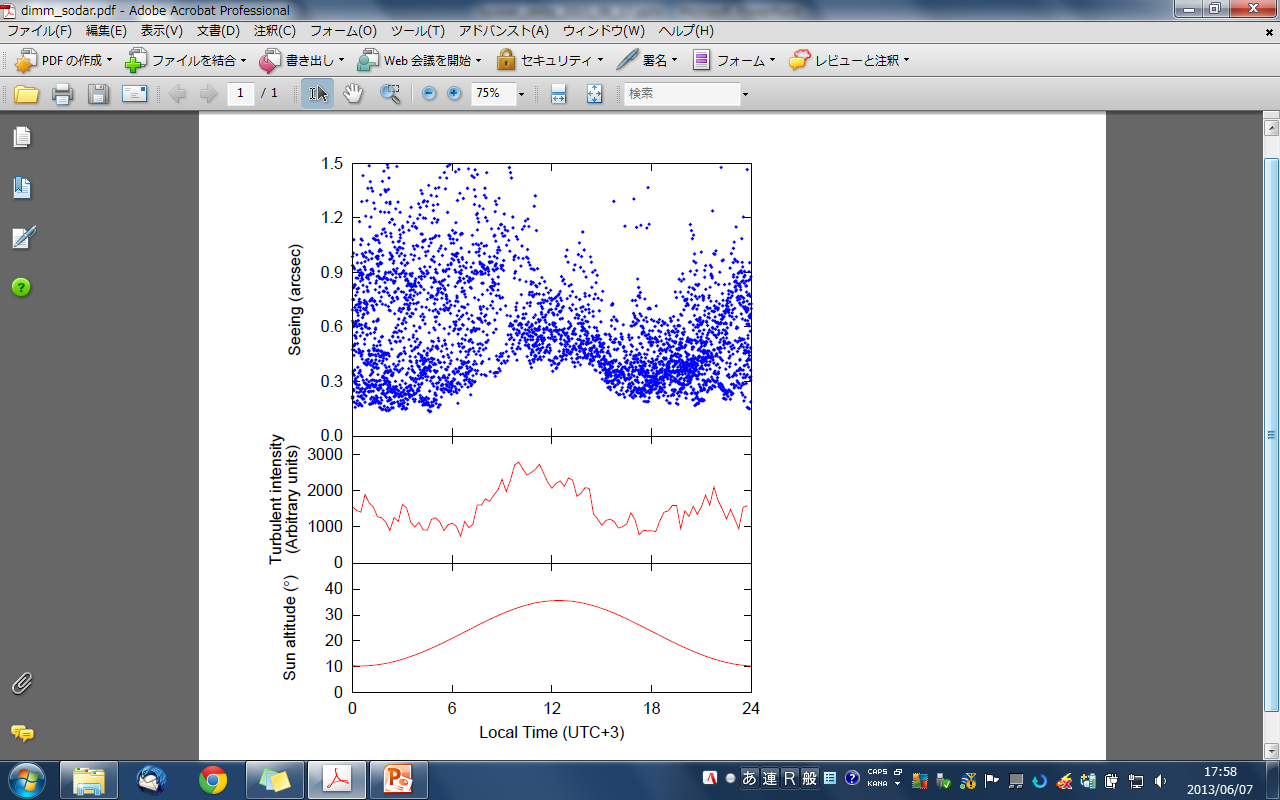 dimm_sodar.pdf - Adobe Acrobat Professional
ファイル(F) 編集(E) 表示(V) 文書(D) 注釈(C) フォーム(O) ツール(T) アドバンスト(A) ウィンドウ(W) ヘルプ(H)
PDF の作成 ファイルを結合 書き出し Web 会議を開始 セキュリティ 署名 フォーム レビューと注釈
1 / 1 75% 検索
1.5
1.2
0.9
0.6
0.3
0.0
Seeing (arcsec)
3000
2000
1000
0
Turbulent intensity
(Arbitrary units)
40
30
20
10
0
Sun altitude (°)
0 6 12 18 24
Local Time (UTC+3)
あ 連 R 般 CAPS
KANA
17:58
2013/06/07